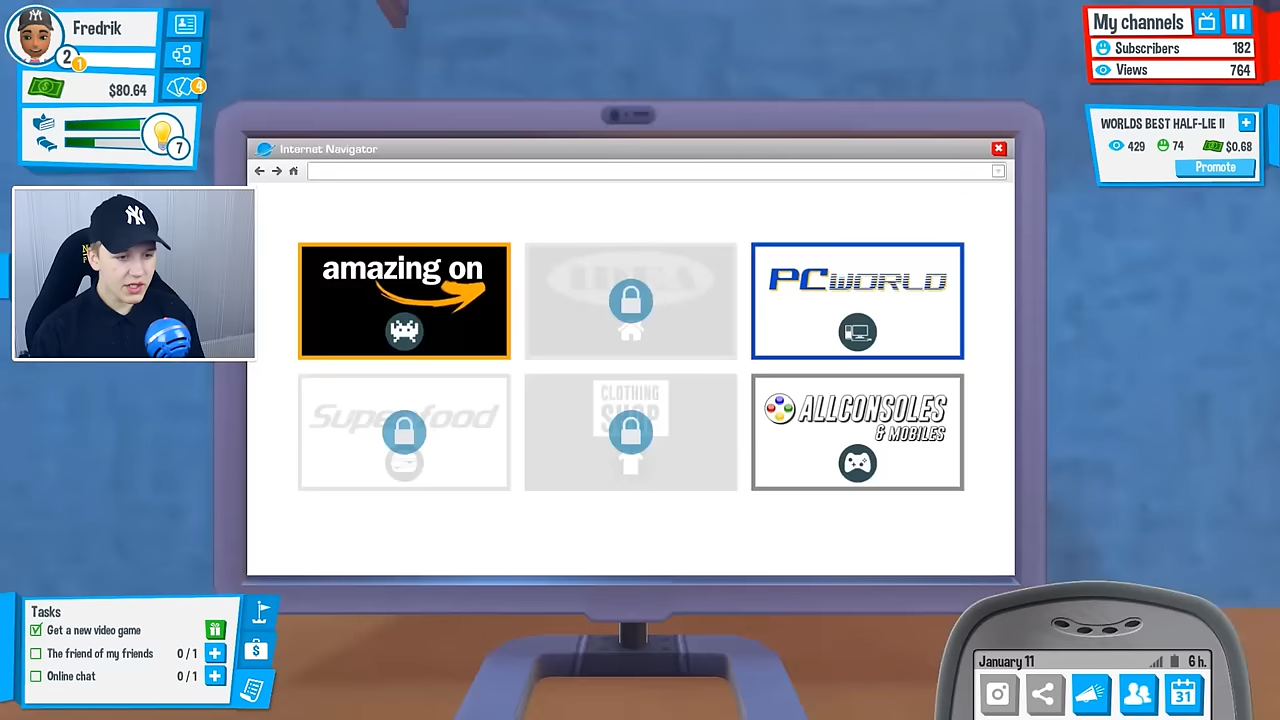 Fredrik
2
1
$80.64
4
7
My channels
Subscribers 182
Views 764
WORLDS BEST HALF-LIE II
429 74 $0.68
Promote
Internet Navigator
amazing on
PCWORLD
CLOTHING
SHOP
ALLCONSOLES
& MOBILES
NY
Tasks
Get a new video game
The friend of my friends 0/1
Online chat 0/1
January 11 6 h.
31